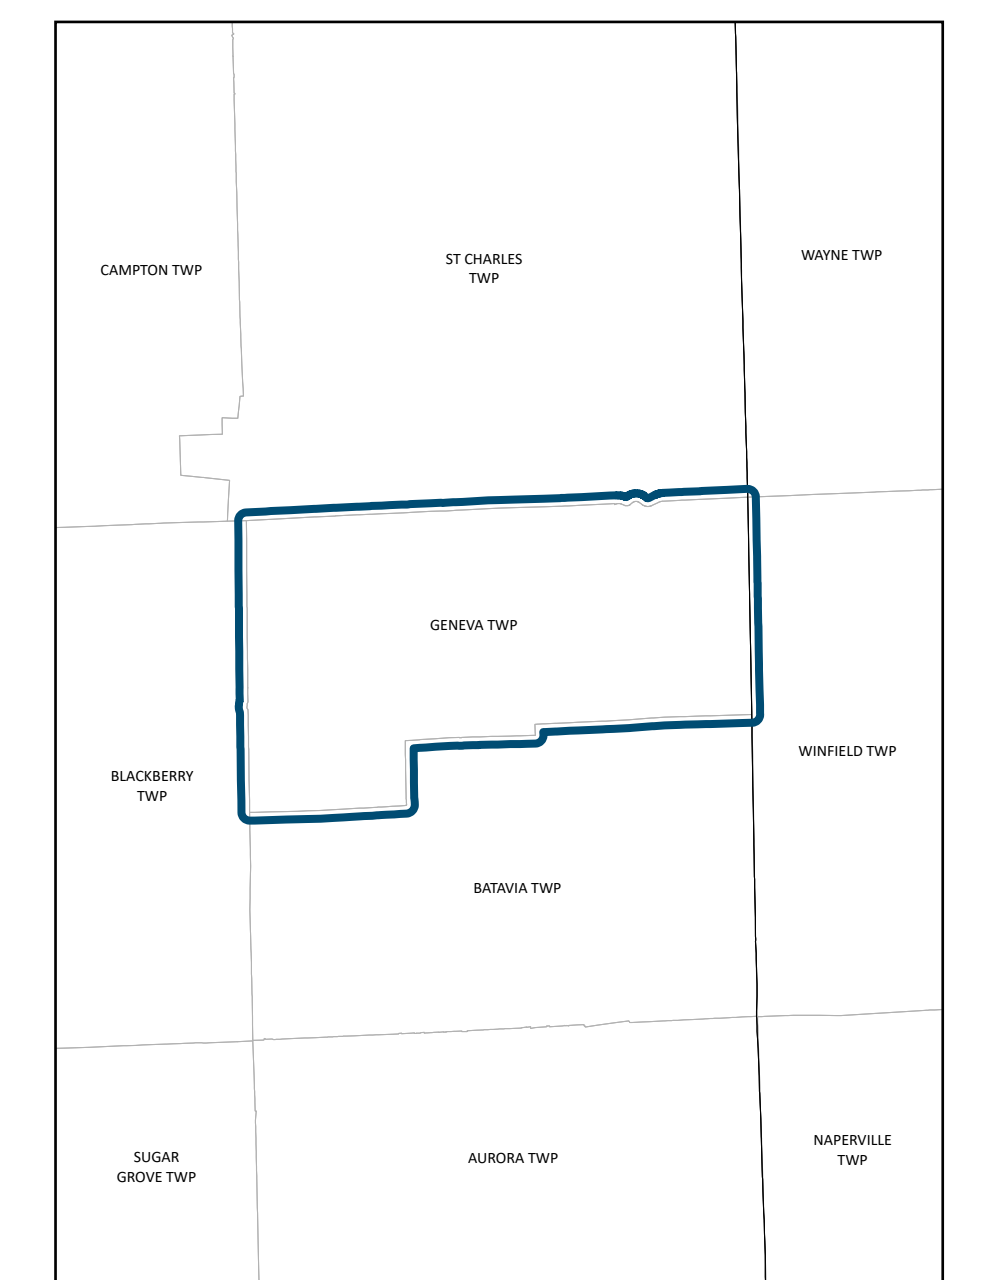 CAMPTON TWP
ST CHARLES
TWP
WAYNE TWP
GENEVA TWP
BLACKBERRY
TWP
WINFIELD TWP
BATAVIA TWP
SUGAR
GROVE TWP
AURORA TWP
NAPERVILLE
TWP